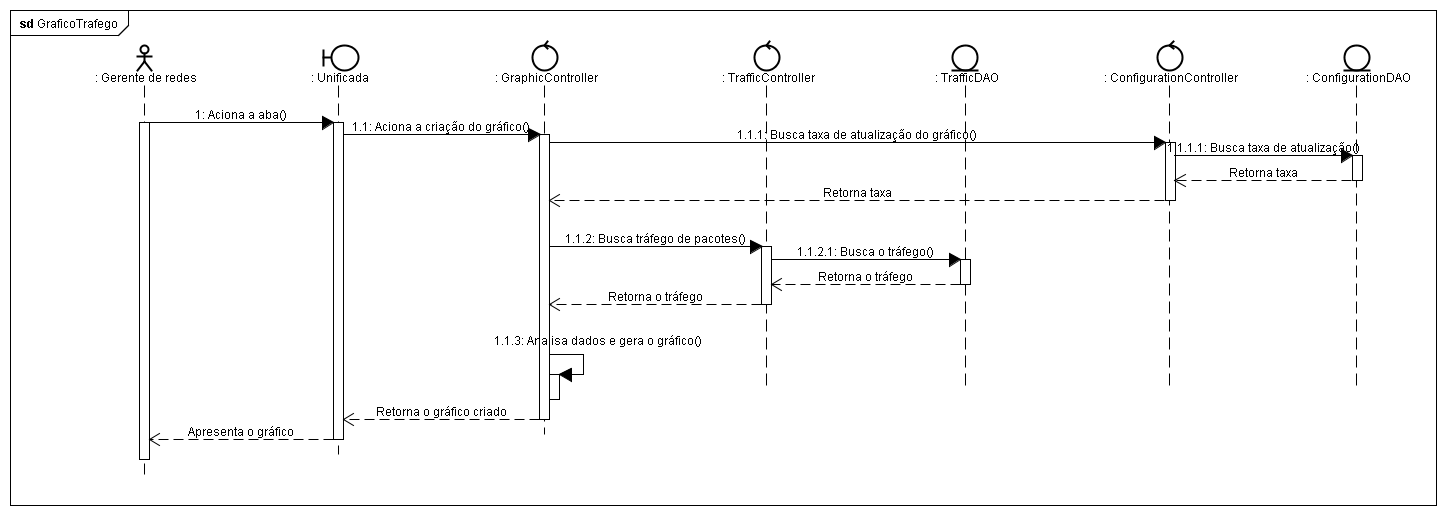 sd GraficoTrafego
: Gerente de redes
: Unificada
: GraphicController
: TrafficController
: TrafficDAO
: ConfigurationController
: ConfigurationDAO
1: Aciona a aba()
1.1: Aciona a criação do gráfico()
1.1.1: Busca taxa de atualização do gráfico()
1.1.1.1: Busca taxa de atualização()
Retorna taxa
Retorna taxa
1.1.2: Busca tráfego de pacotes()
1.1.2.1: Busca o tráfego()
Retorna o tráfego
Retorna o tráfego
1.1.3: Analisa dados e gera o gráfico()
Retorna o gráfico criado
Apresenta o gráfico